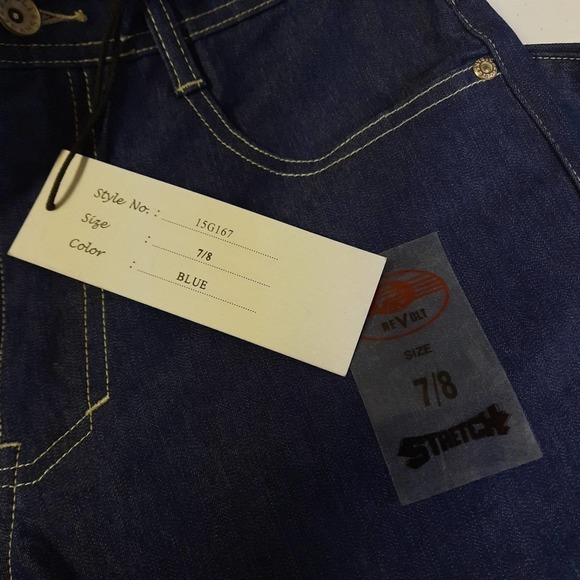 Style No. : 15G167
Size : 7/8
Color : BLUE
REVOLT
SIZE
7/8
STRETCH